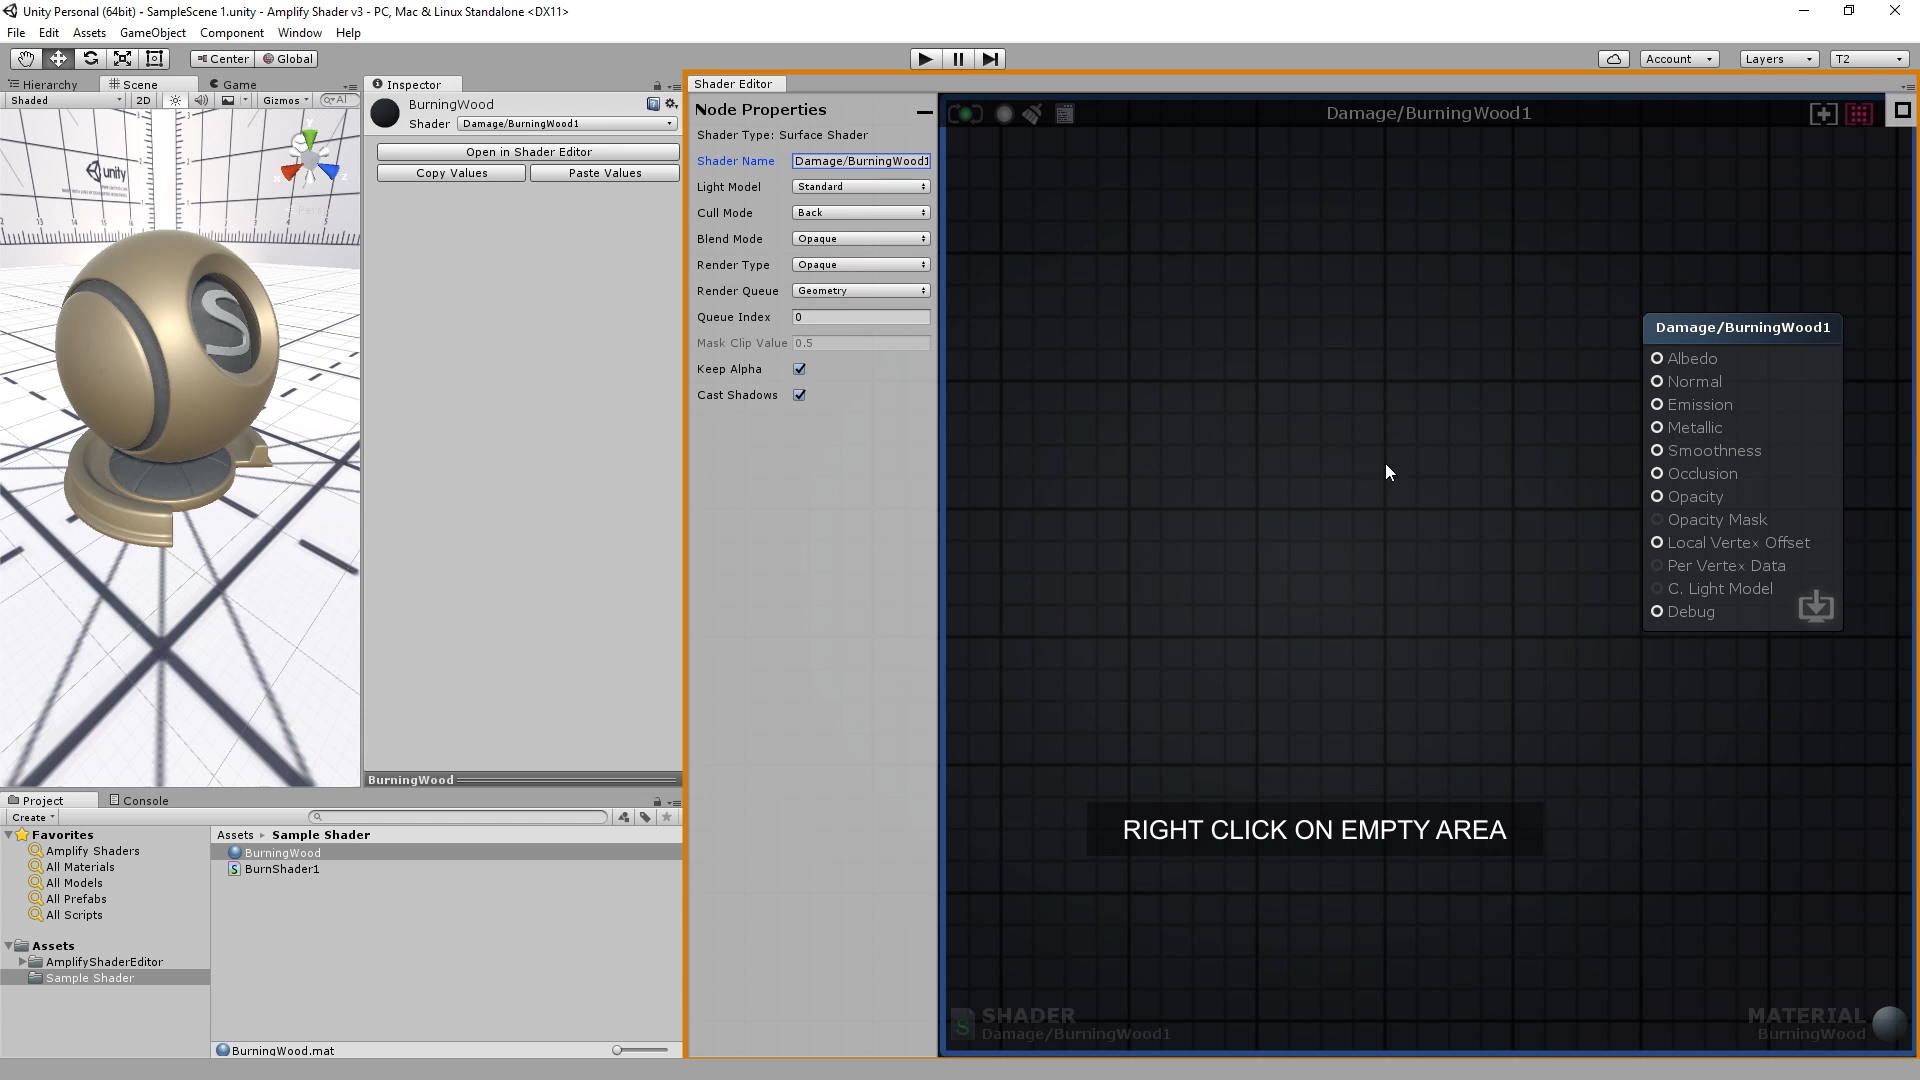 Unity Personal (64bit) - SampleScene 1.unity - Amplify Shader v3 - PC, Mac & Linux Standalone <DX11>
File Edit Assets GameObject Component Window Help
Center Global Account Layers T2
Hierarchy Scene Game
Shaded 2D Gizmos All
unity
Inspector
BurningWood
Shader Damage/BurningWood1
Open in Shader Editor
Copy Values Paste Values
BurningWood
Shader Editor
Node Properties
Shader Type: Surface Shader
Shader Name Damage/BurningWood1
Light Model Standard
Cull Mode Back
Blend Mode Opaque
Render Type Opaque
Render Queue Geometry
Queue Index 0
Mask Clip Value 0.5
Keep Alpha
Cast Shadows
Damage/BurningWood1
Damage/BurningWood1
Albedo
Normal
Emission
Metallic
Smoothness
Occlusion
Opacity
Opacity Mask
Local Vertex Offset
Per Vertex Data
C. Light Model
Debug
RIGHT CLICK ON EMPTY AREA
SHADER
Damage/BurningWood1
MATERIAL
BurningWood
Project Console
Create
Favorites
Amplify Shaders
All Materials
All Models
All Prefabs
All Scripts
Assets
AmplifyShaderEditor
Sample Shader
Assets Sample Shader
BurningWood
BurnShader1
BurningWood.mat